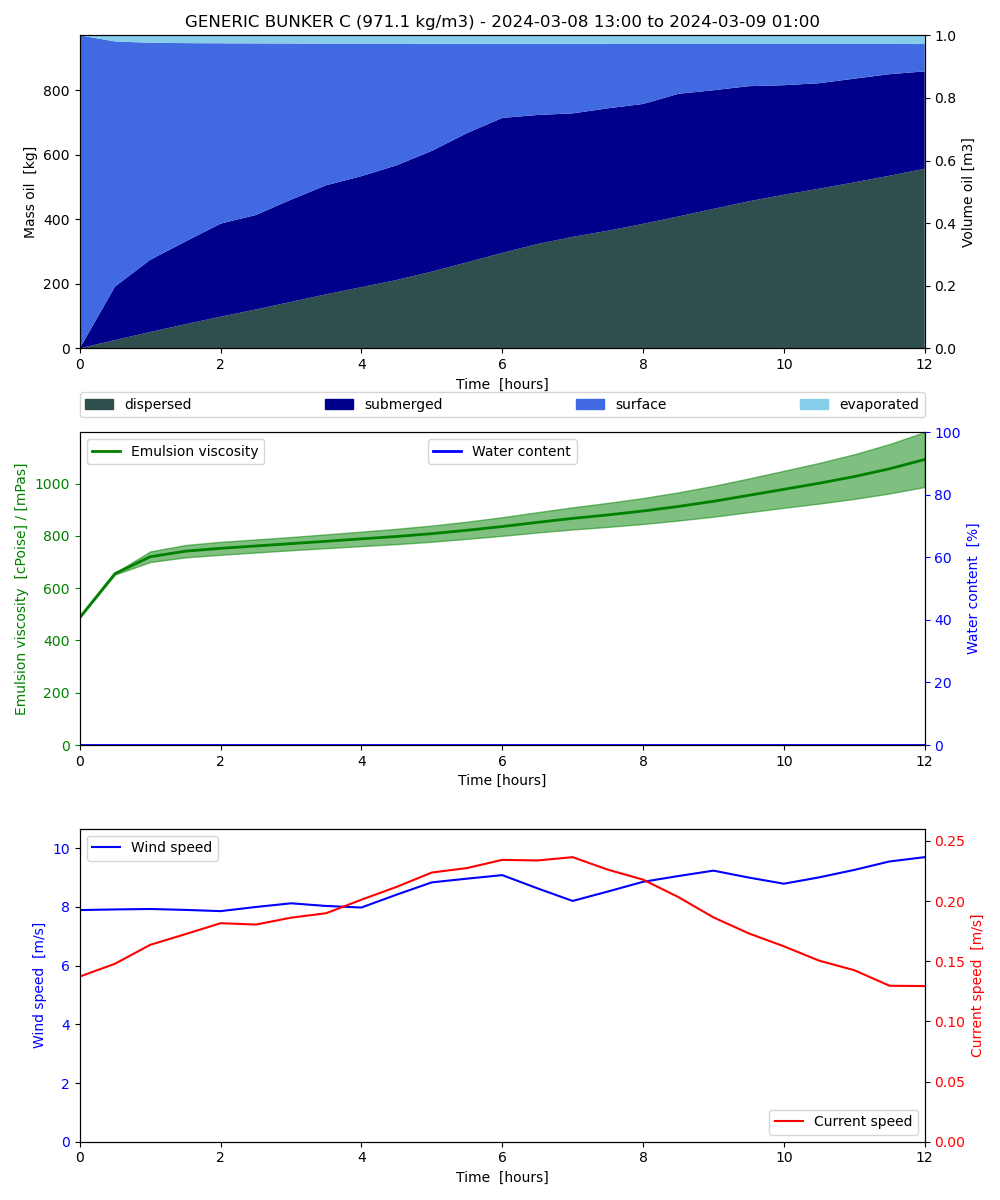 GENERIC BUNKER C (971.1 kg/m3) - 2024-03-08 13:00 to 2024-03-09 01:00
Mass oil [kg]
800
600
400
200
0
Volume oil [m3]
1.0
0.8
0.6
0.4
0.2
0.0
0 2 4 6 8 10 12
Time [hours]
dispersed submerged surface evaporated
Emulsion viscosity Water content
Emulsion viscosity [cPoise] / [mPas]
1000
800
600
400
200
0
Water content [%]
100
80
60
40
20
0
0 2 4 6 8 10 12
Time [hours]
Wind speed
Wind speed [m/s]
10
8
6
4
2
0
Current speed [m/s]
0.25
0.20
0.15
0.10
0.05
0.00
Current speed
0 2 4 6 8 10 12
Time [hours]